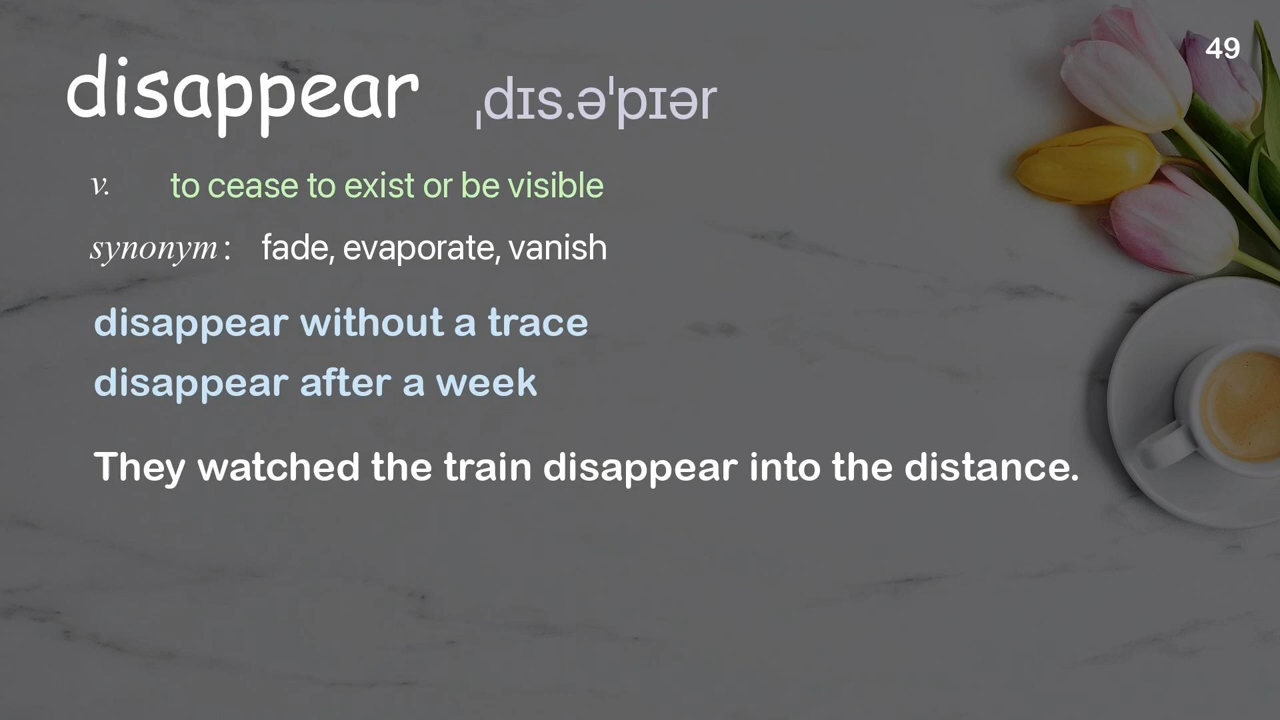 49
disappear ˌdɪs.əˈpɪər
v. to cease to exist or be visible
synonym: fade, evaporate, vanish
disappear without a trace
disappear after a week
They watched the train disappear into the distance.